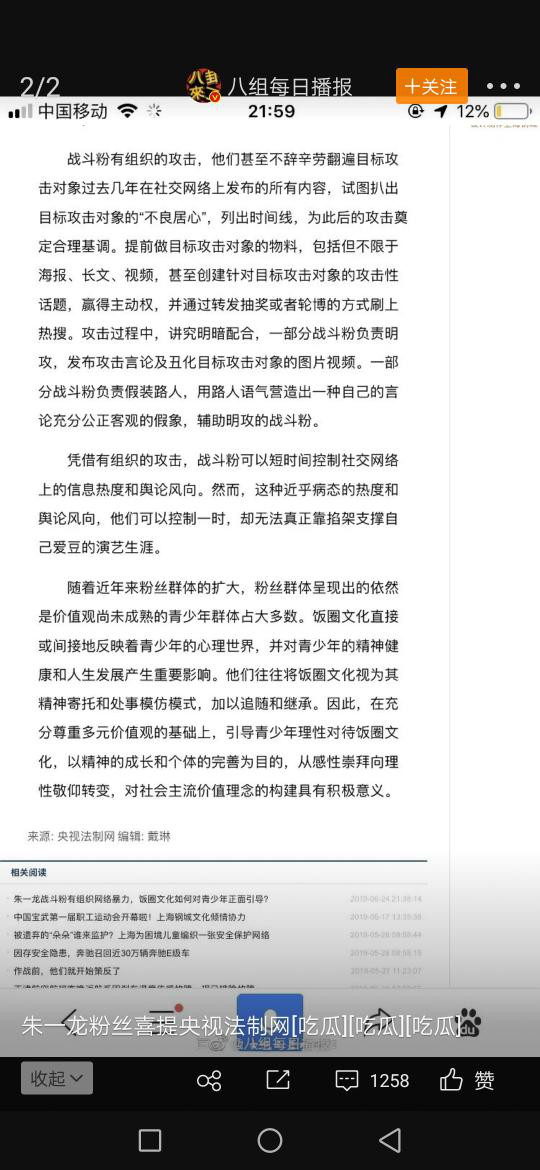 2/2
八组每日播报
+关注
中国移动
21:59
12%
战斗粉有组织的攻击，他们甚至不辞辛劳翻遍目标攻
击对象过去几年在社交网络上发布的所有内容，试图扒出
目标攻击对象的“不良居心”，列出时间线，为此后的攻击奠
定合理基调。提前做目标攻击对象的物料，包括但不限于
海报、长文、视频，甚至创建针对目标攻击对象的攻击性
话题，赢得主动权，并通过转发抽奖或者轮博的方式刷上
热搜。攻击过程中，讲究明暗配合，一部分战斗粉负责明
攻，发布攻击言论及丑化目标攻击对象的图片视频。一部
分战斗粉负责假装路人，用路人语气营造出一种自己的言
论充分公正客观的假象，辅助明攻的战斗粉。
凭借有组织的攻击，战斗粉可以短时间控制社交网络
上的信息热度和舆论风向。然而，这种近乎病态的热度和
舆论风向，他们可以控制一时，却无法真正靠掐架支撑自
己爱豆的演艺生涯。
随着近年来粉丝群体的扩大，粉丝群体呈现出的依然
是价值观尚未成熟的青少年群体占大多数。饭圈文化直接
或间接地反映着青少年的心理世界，并对青少年的精神健
康和人生发展产生重要影响。他们往往将饭圈文化视为其
精神寄托和处事模仿模式，加以追随和继承。因此，在充
分尊重多元价值观的基础上，引导青少年理性对待饭圈文
化，以精神的成长和个体的完善为目的，从感性崇拜向理
性敬仰转变，对社会主流价值理念的构建具有积极意义。
来源: 央视法制网 编辑: 戴琳
相关阅读
朱一龙战斗粉有组织网络暴力，饭圈文化如何对青少年正面引导? 2019-06-24 21:38:14
中国宝武第一届职工运动会开幕啦！上海钢城文化倾情协力 2019-06-17 13:39:38
被遗弃的“朵朵”谁来监护？上海为困境儿童编织一张安全保护网络
因存安全隐患，奔驰召回近30万辆奔驰E级车
作战前，他们就开始策反了 2019-05-27 11:23:07
朱一龙粉丝喜提央视法制网[吃瓜][吃瓜][吃瓜]
du
@八组每日播报
收起
1258
赞